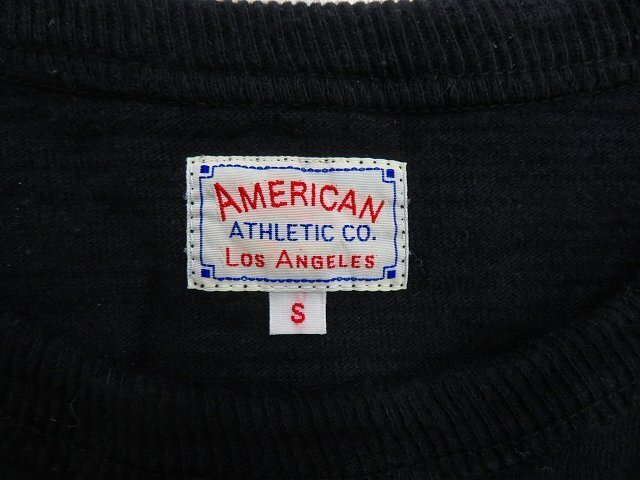 AMERICAN
ATHLETIC CO.
LOS ANGELES
S